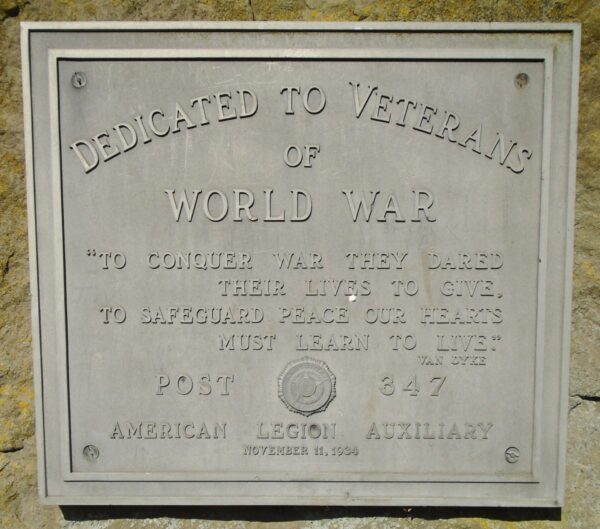 DEDICATED TO VETERANS
OF
WORLD WAR
"TO CONQUER WAR THEY DARED
THEIR LIVES TO GIVE,
TO SAFEGUARD PEACE OUR HEARTS
MUST LEARN TO LIVE."
VAN DYKE
POST 347
AMERICAN LEGION AUXILIARY
NOVEMBER 11, 1934